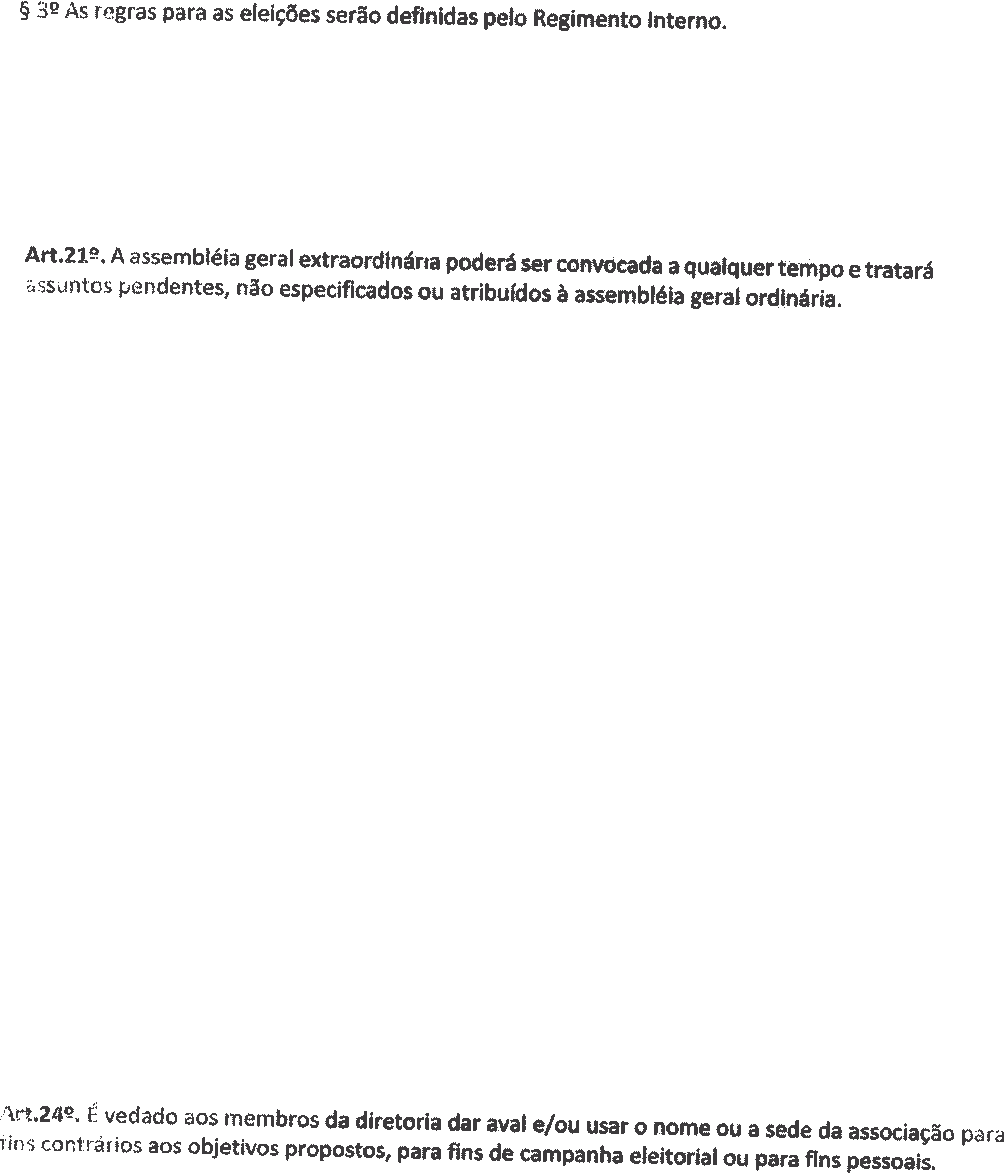 § 3º As regras para as eleições serão definidas pelo Regimento Interno.
Art.21º. A assembléia geral extraordinária poderá ser convocada a qualquer tempo e tratará
assuntos pendentes, não especificados ou atribuídos à assembléia geral ordinária.
Art.24º. É vedado aos membros da diretoria dar aval e/ou usar o nome ou a sede da associação para
fins contrários aos objetivos propostos, para fins de campanha eleitorial ou para fins pessoais.